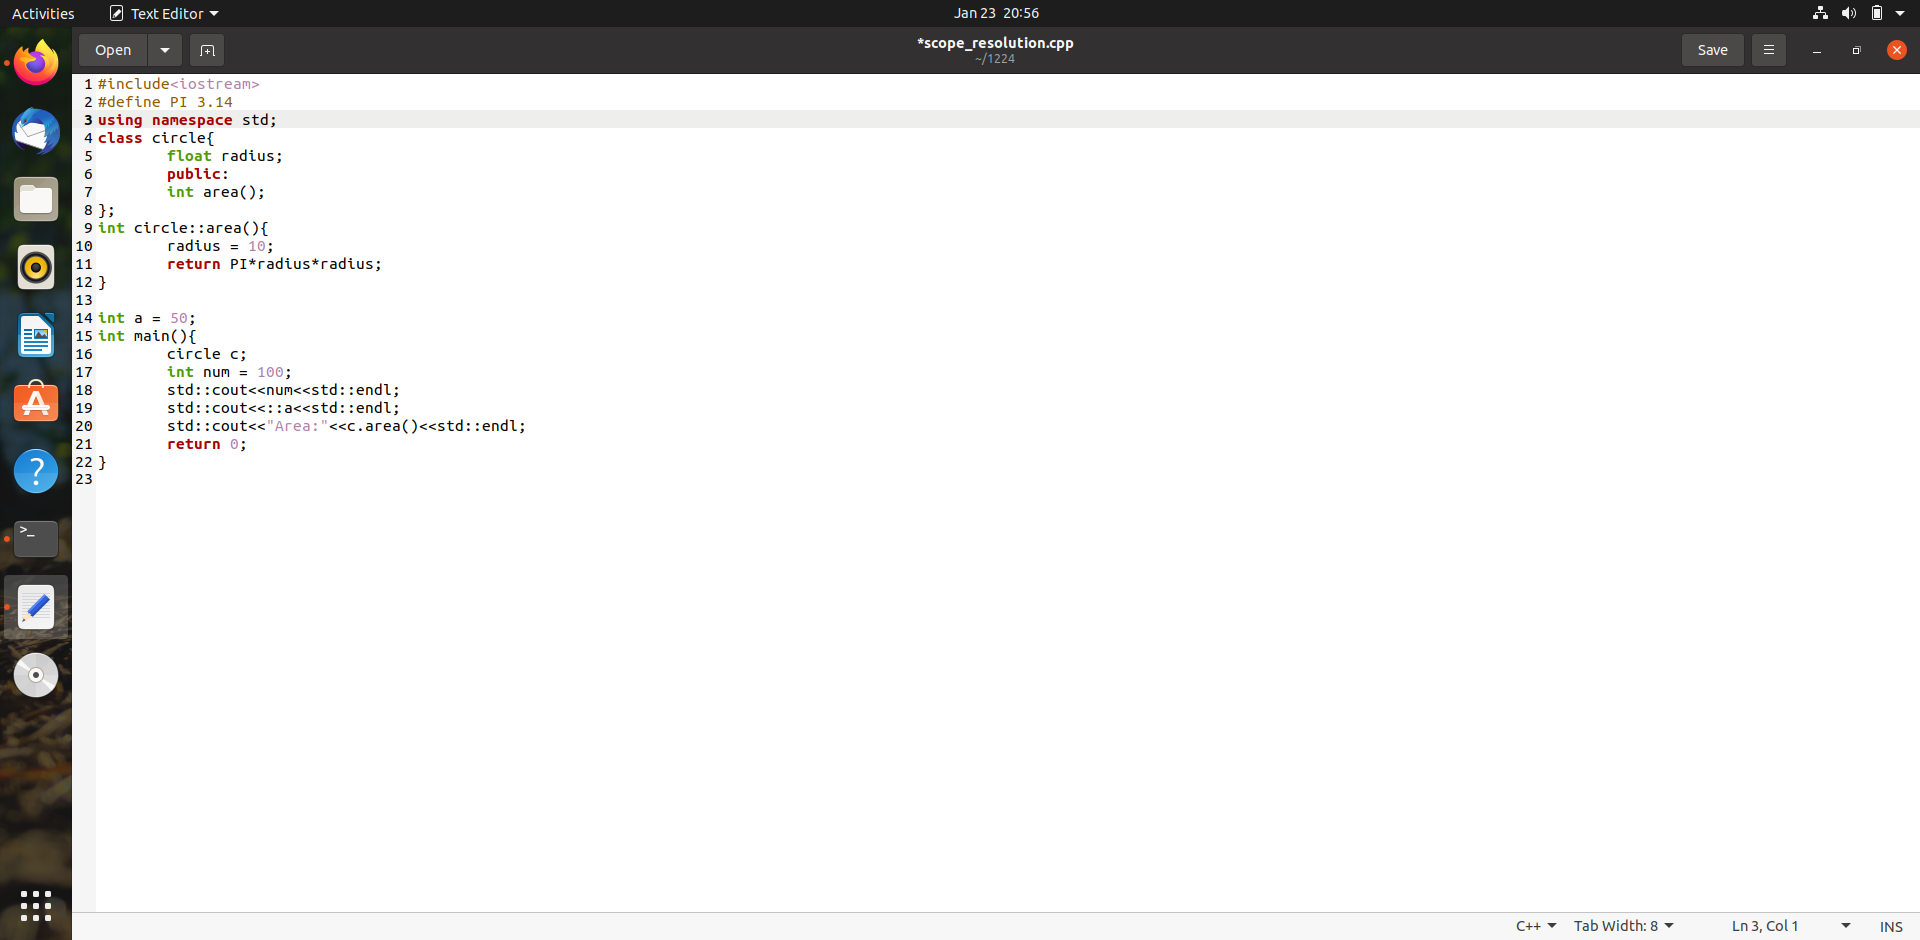 Activities Text Editor Jan 23 20:56
Open *scope_resolution.cpp Save
~/1224
1 #include<iostream>
2 #define PI 3.14
3 using namespace std;
4 class circle{
5         float radius;
6         public:
7         int area();
8 };
9 int circle::area(){
10         radius = 10;
11         return PI*radius*radius;
12 }
13
14 int a = 50;
15 int main(){
16         circle c;
17         int num = 100;
18         std::cout<<num<<std::endl;
19         std::cout<<::a<<std::endl;
20         std::cout<<"Area:"<<c.area()<<std::endl;
21         return 0;
22 }
23
C++ Tab Width: 8 Ln 3, Col 1 INS